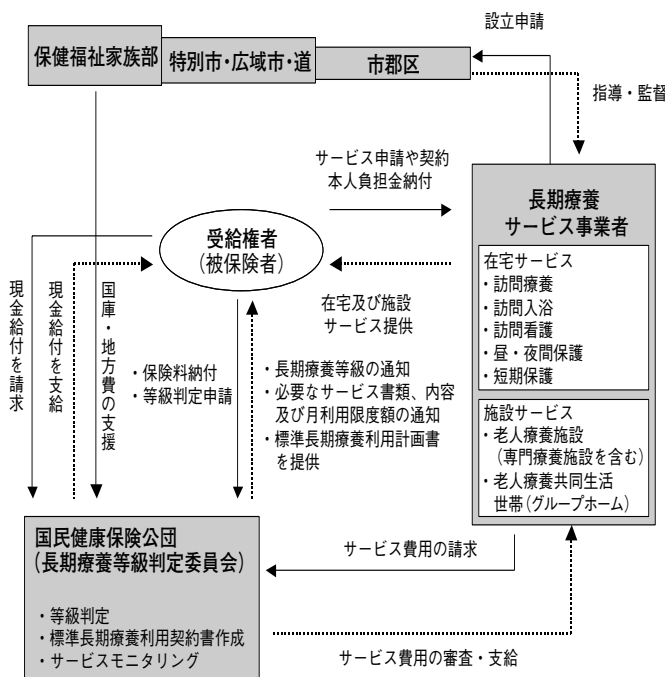 設立申請
保健福祉家族部
特別市・広域市・道
市郡区
指導・監督
サービス申請や契約
本人負担金納付
長期療養
サービス事業者
在宅サービス
・訪問療養
・訪問入浴
・訪問看護
・昼・夜間保護
・短期保護
施設サービス
・老人療養施設
(専門療養施設を含む)
・老人療養共同生活
世帯(グループホーム)
受給権者
(被保険者)
在宅及び施設
サービス提供
現金給付を請求
現金給付を支給
国庫・地方費の支援
・保険料納付
・等級判定申請
・長期療養等級の通知
・必要なサービス書類、内容
及び月利用限度額の通知
・標準長期療養利用計画書
を提供
国民健康保険公団
(長期療養等級判定委員会)
・等級判定
・標準長期療養利用契約書作成
・サービスモニタリング
サービス費用の請求
サービス費用の審査・支給